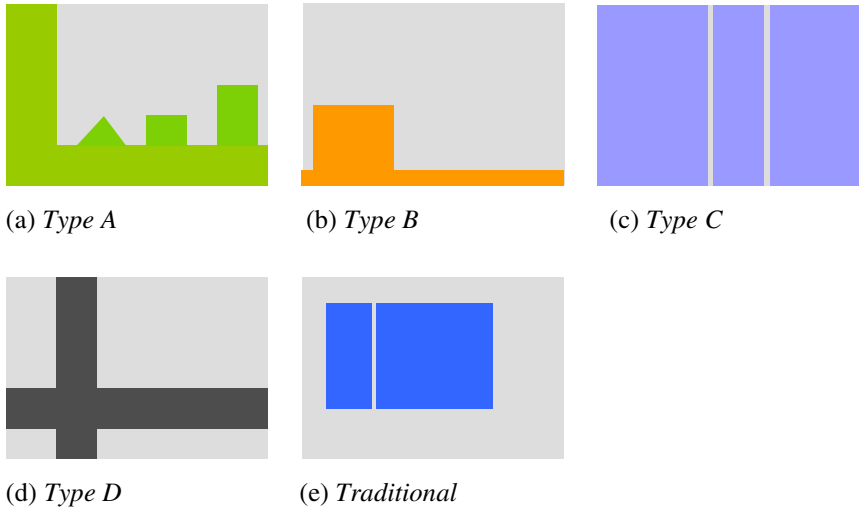 (a) Type A
(b) Type B
(c) Type C
(d) Type D
(e) Traditional